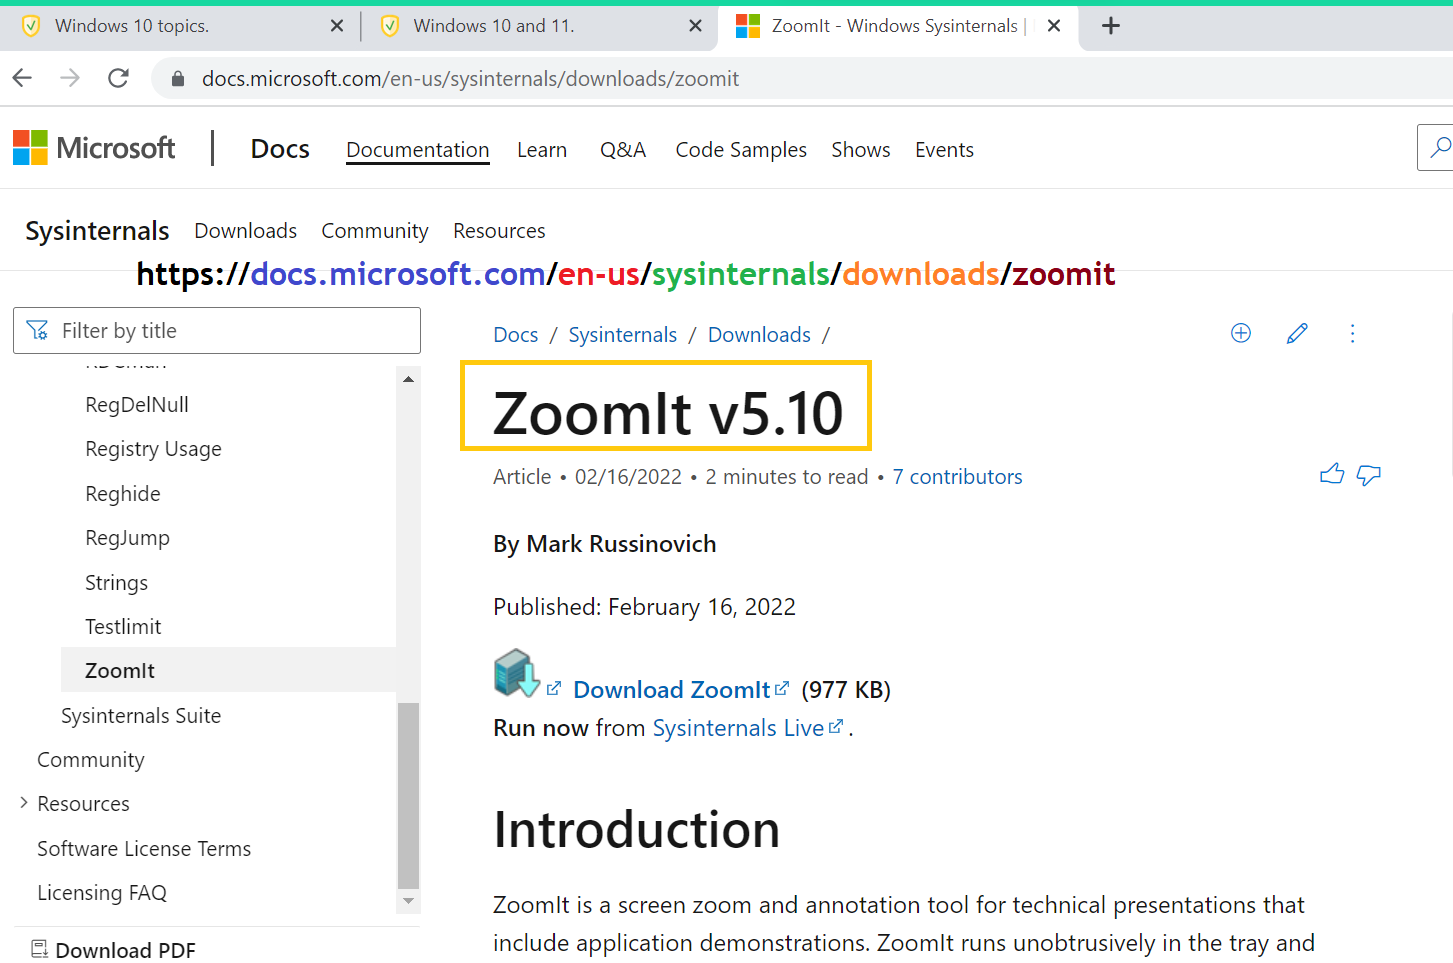 Windows 10 topics.
Windows 10 and 11.
ZoomIt - Windows Sysinternals |
docs.microsoft.com/en-us/sysinternals/downloads/zoomit
Microsoft
Docs Documentation Learn Q&A Code Samples Shows Events
Sysinternals Downloads Community Resources
https://docs.microsoft.com/en-us/sysinternals/downloads/zoomit
Filter by title
RegDelNull
Registry Usage
Reghide
RegJump
Strings
Testlimit
ZoomIt
Sysinternals Suite
Community
Resources
Software License Terms
Licensing FAQ
Download PDF
Docs / Sysinternals / Downloads /
ZoomIt v5.10
Article • 02/16/2022 • 2 minutes to read • 7 contributors
By Mark Russinovich
Published: February 16, 2022
Download ZoomIt (977 KB)
Run now from Sysinternals Live .
Introduction
ZoomIt is a screen zoom and annotation tool for technical presentations that
include application demonstrations. ZoomIt runs unobtrusively in the tray and